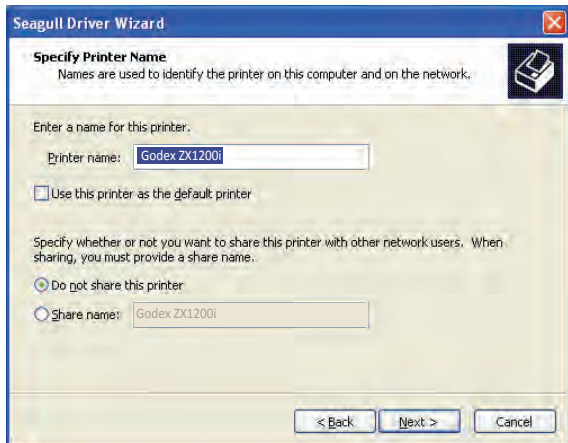 Seagull Driver Wizard
Specify Printer Name
Names are used to identify the printer on this computer and on the network.
Enter a name for this printer.
Printer name: Godex ZX1200i
Use this printer as the default printer
Specify whether or not you want to share this printer with other network users. When
sharing, you must provide a share name.
Do not share this printer
Share name: Godex ZX1200i
< Back Next > Cancel